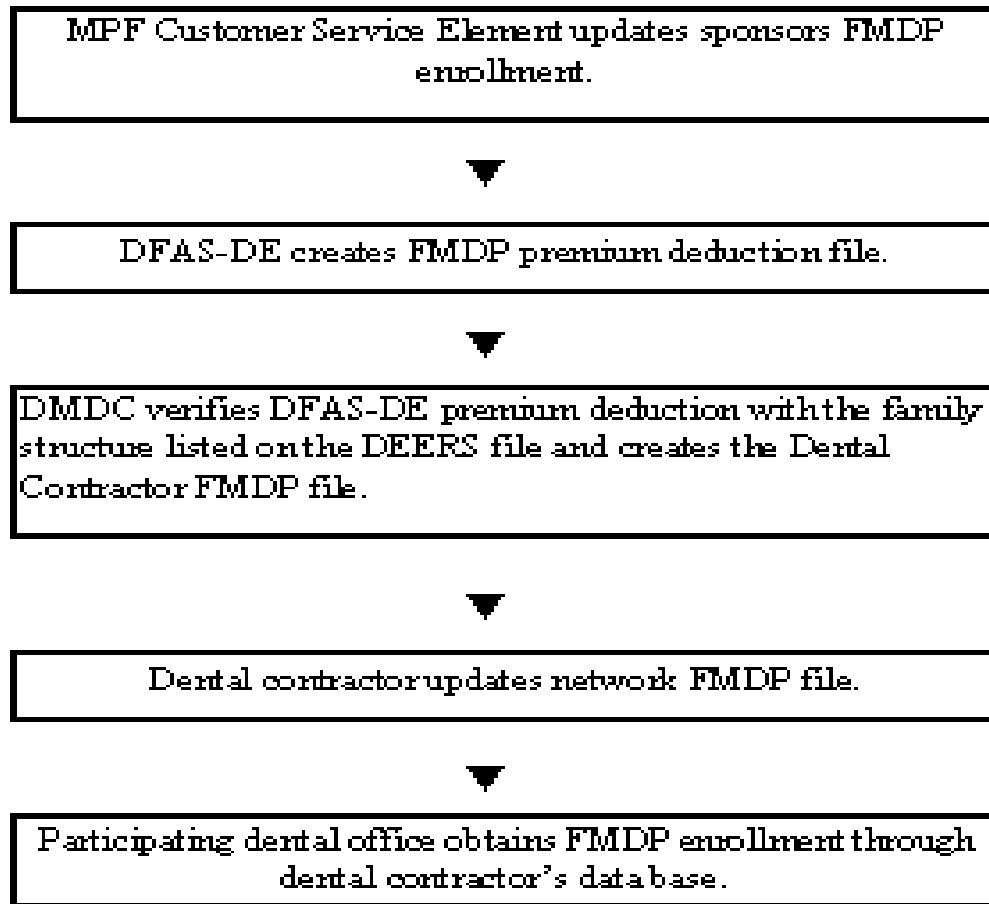 MPF Customer Service Element updates sponsors FMDP
enrollment.
DFAS-DE creates FMDP premium deduction file.
DMDC verifies DFAS-DE premium deduction with the family
structure listed on the DEERS file and creates the Dental
Contractor FMDP file.
Dental contractor updates network FMDP file.
Participating dental office obtains FMDP enrollment through
dental contractor's database.